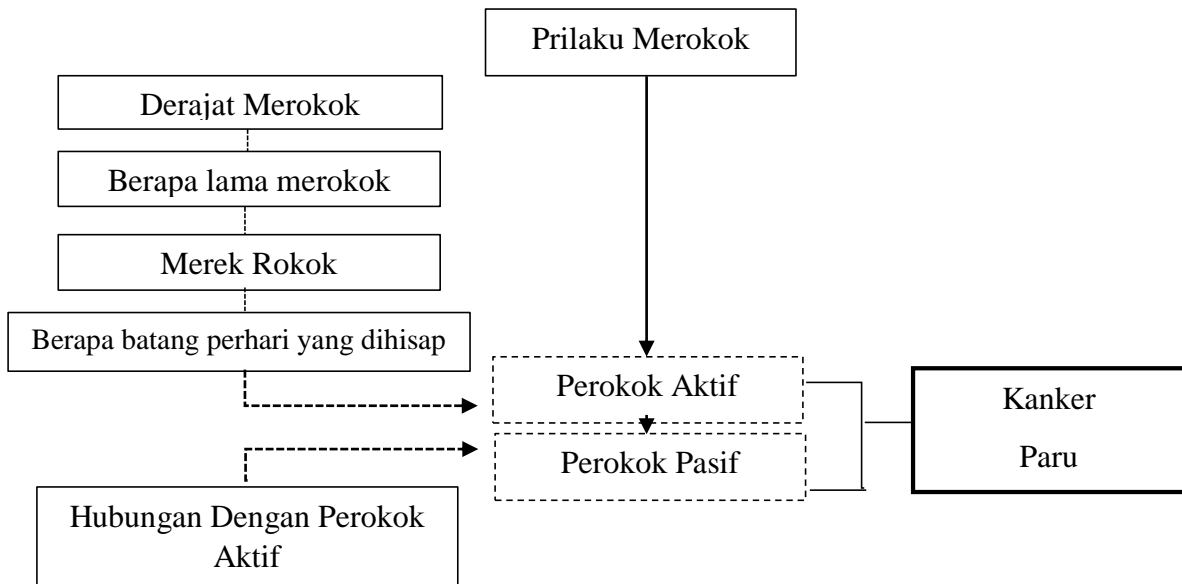 Prilaku Merokok
Derajat Merokok
Berapa lama merokok
Merek Rokok
Berapa batang perhari yang dihisap
Perokok Aktif
Perokok Pasif
Kanker
Paru
Hubungan Dengan Perokok
Aktif